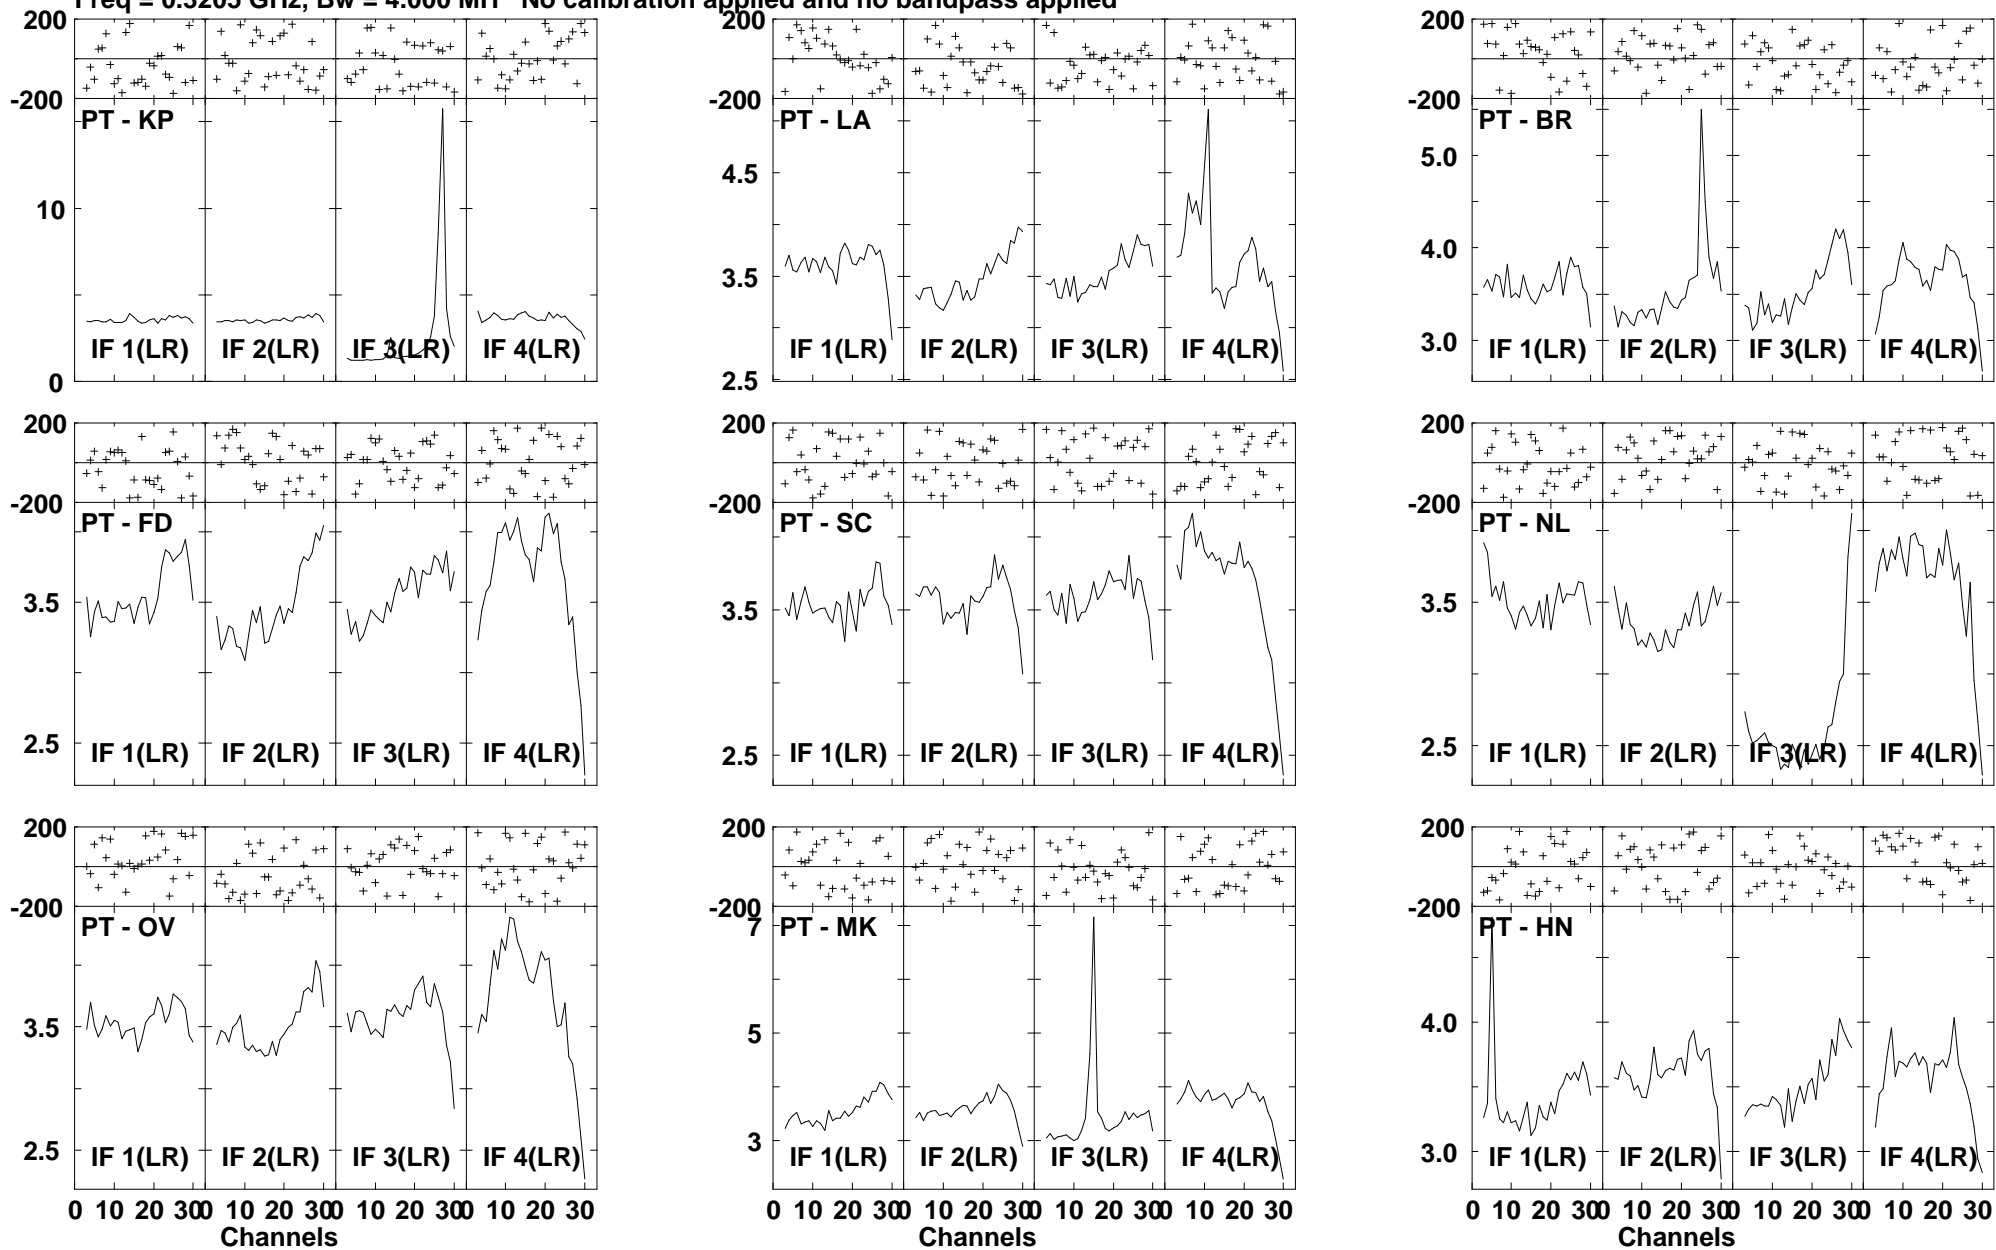 Freq = 0.3205 GHz, Bw = 4.000 MH No calibration applied and no bandpass applied
200 200 200
-200 -200 -200
PT - KP PT - LA PT - BR
10 4.5 5.0
3.5 4.0
0 2.5 3.0
IF 1(LR) IF 2(LR) IF 3(LR) IF 4(LR) IF 1(LR) IF 2(LR) IF 3(LR) IF 4(LR) IF 1(LR) IF 2(LR) IF 3(LR) IF 4(LR)
200 200 200
-200 -200 -200
PT - FD PT - SC PT - NL
3.5 3.5 3.5
2.5 2.5 2.5
IF 1(LR) IF 2(LR) IF 3(LR) IF 4(LR) IF 1(LR) IF 2(LR) IF 3(LR) IF 4(LR) IF 1(LR) IF 2(LR) IF 3(LR) IF 4(LR)
200 200 200
-200 -200 -200
PT - OV PT - MK PT - HN
3.5 7 4.0
5
2.5 3 3.0
IF 1(LR) IF 2(LR) IF 3(LR) IF 4(LR) IF 1(LR) IF 2(LR) IF 3(LR) IF 4(LR) IF 1(LR) IF 2(LR) IF 3(LR) IF 4(LR)
0 10 20 30 0 10 20 30 0 10 20 30 0 10 20 30 0 10 20 30 0 10 20 30 0 10 20 30 0 10 20 30 0 10 20 30 0 10 20 30 0 10 20 30 0 10 20 30
Channels Channels Channels